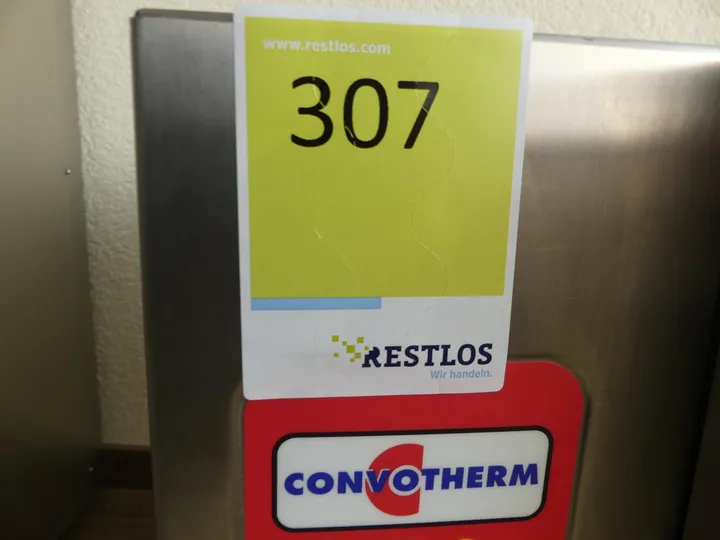 www.restlos.com
307
RESTLOS
Wir handeln.
CONVOTHERM